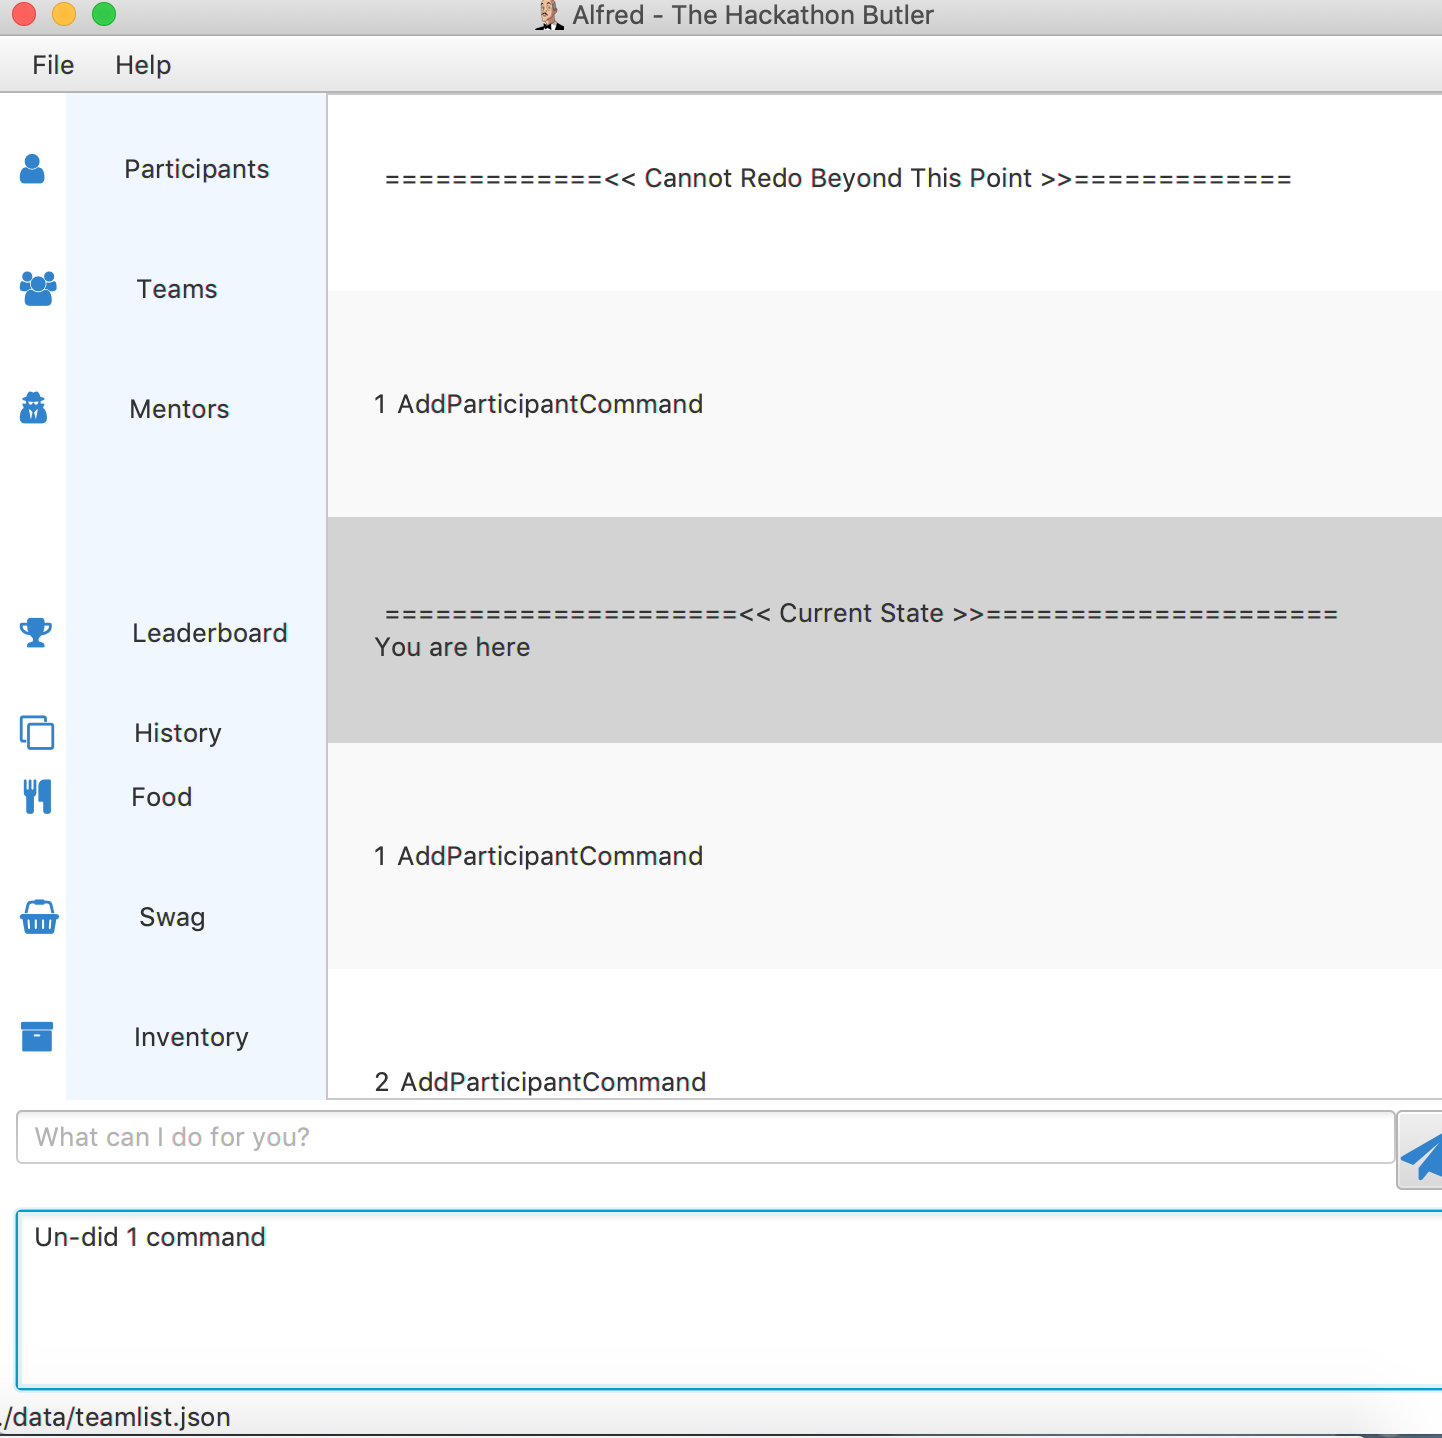 Alfred - The Hackathon Butler
File Help
Participants
Teams
Mentors
Leaderboard
History
Food
Swag
Inventory
=============<< Cannot Redo Beyond This Point >>=============
1 AddParticipantCommand
=====================<< Current State >>=====================
You are here
1 AddParticipantCommand
2 AddParticipantCommand
What can I do for you?
Un-did 1 command
./data/teamlist.json